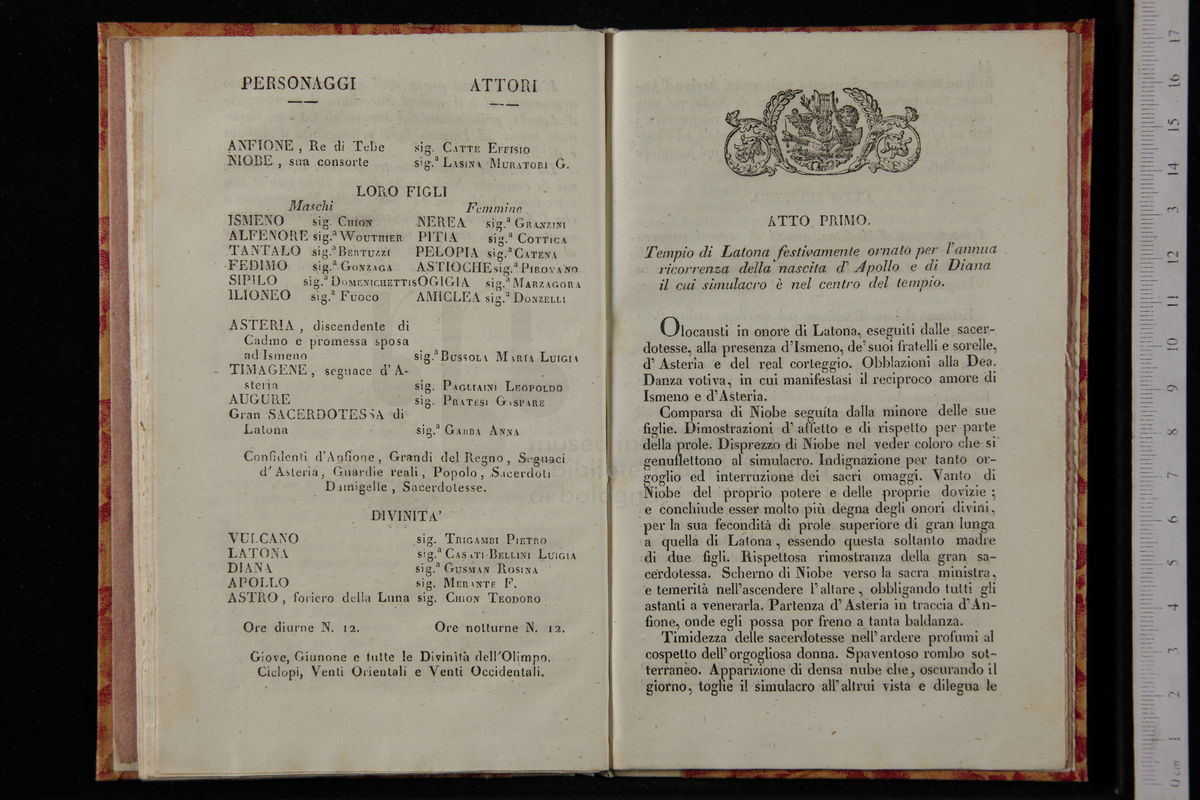 PERSONAGGI ATTORI
ANFIONE , Re di Tebe sig. CATTE EFFISIO
NIOBE , sua consorte sig.ª LASINA MURATORI G.
LORO FIGLI
Maschi Femmine
ISMENO sig. CHION NEREA sig.ª GRANZINI
ALFENORE sig.ª WOUTHIER PITIA sig.ª COTTICA
TANTALO sig.ª BERTUZZI PELOPIA sig.ª CATENA
FEDIMO sig.ª GONZAGA ASTIOCHE sig.ª PIROVANO
SIPILO sig.ª DOMENICHETTIS OGIGIA sig.ª MARZAGORA
ILIONEO sig.ª FUOCO AMICLEA sig.ª DONZELLI
ASTERIA , discendente di
Cadmo e promessa sposa
ad Ismeno sig.ª BUSSOLA MARIA LUIGIA
TIMAGENE, seguace d'A-
steria sig. PAGLIAINI LEOPOLDO
AUGURE sig. PRATESI GASPARE
Gran SACERDOTESSA di
Latona sig.ª GABBA ANNA
Confidenti d'Anfione, Grandi del Regno, Seguaci
d'Asteria, Guardie reali, Popolo, Sacerdoti
Damigelle, Sacerdotesse.
DIVINITA'
VULCANO sig. TRIGAMBI PIETRO
LATONA sig.ª CASATI-BELLINI LUIGIA
DIANA sig.ª GUSMAN ROSINA
APOLLO sig. MERANTE F.
ASTRO, foriero della Luna sig. CHION TEODORO
Ore diurne N. 12. Ore notturne N. 12.
Giove, Giunone e tutte le Divinità dell'Olimpo.
Ciclopi, Venti Orientali e Venti Occidentali.
ATTO PRIMO.
Tempio di Latona festivamente ornato per l'annua
ricorrenza della nascita d'Apollo e di Diana
il cui simulacro è nel centro del tempio.
Olocausti in onore di Latona, eseguiti dalle sacer-
dotesse, alla presenza d'Ismeno, de' suoi fratelli e sorelle,
d'Asteria e del real corteggio. Obblazioni alla Dea.
Danza votiva, in cui manifestasi il reciproco amore di
Ismeno e d'Asteria.
Comparsa di Niobe seguita dalla minore delle sue
figlie. Dimostrazioni d'affetto e di rispetto per parte
della prole. Disprezzo di Niobe nel veder coloro che si
genuflettono al simulacro. Indignazione per tanto or-
goglio ed interruzione dei sacri omaggi. Vanto di
Niobe del proprio potere e delle proprie dovizie ;
e conchiude esser molto più degna degli onori divini,
per la sua fecondità di prole superiore di gran lunga
a quella di Latona, essendo questa soltanto madre
di due figli. Rispettosa rimostranza della gran sa-
cerdotessa. Scherno di Niobe verso la sacra ministra,
e temerità nell'ascendere l'altare, obbligando tutti gli
astanti a venerarla. Partenza d'Asteria in traccia d'An-
fione, onde egli possa por freno a tanta baldanza.
Timidezza delle sacerdotesse nell'ardere profumi al
cospetto dell'orgogliosa donna. Spaventoso rombo sot-
terraneo. Apparizione di densa nube che, oscurando il
giorno, toglie il simulacro all'altrui vista e dilegua le